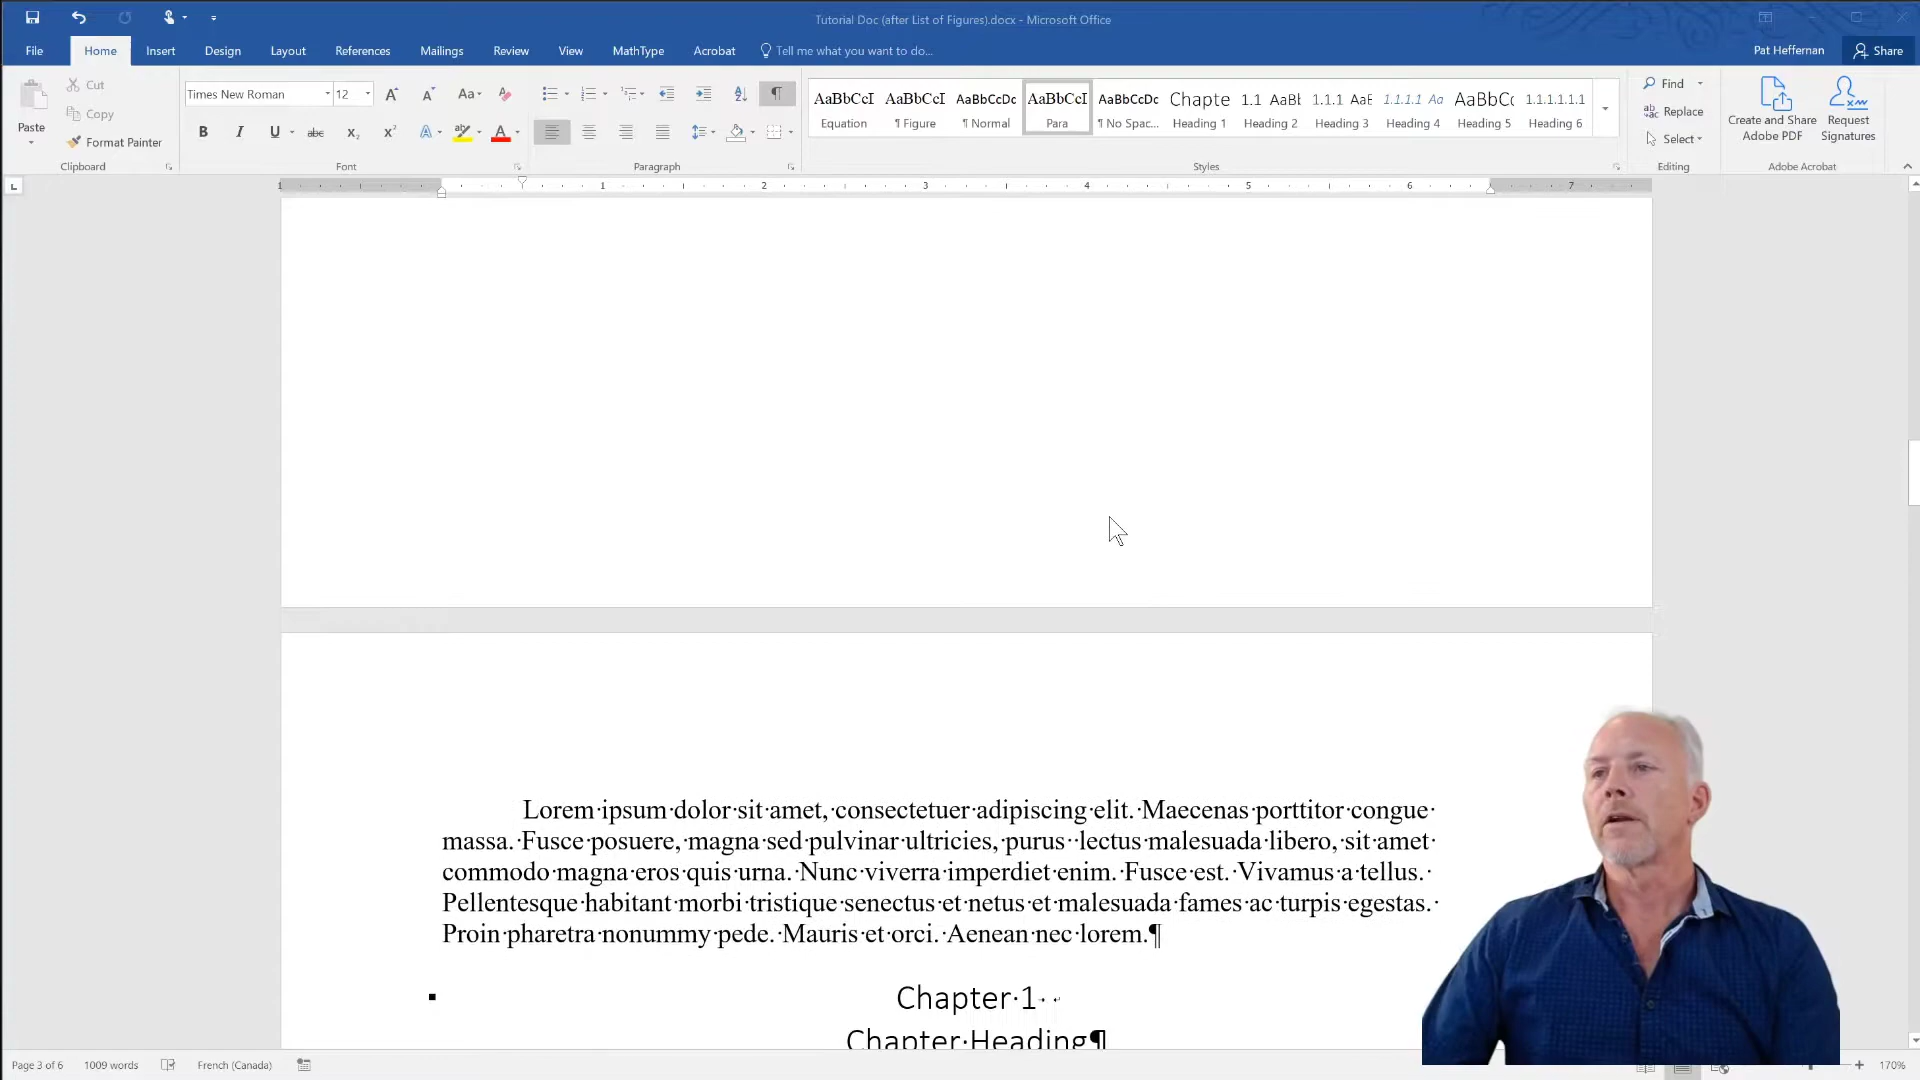 Tutorial Doc (after List of Figures).docx - Microsoft Office
File Home Insert Design Layout References Mailings Review View MathType Acrobat Tell me what you want to do... Pat Heffernan Share
Paste
Cut
Copy
Format Painter
Clipboard
Times New Roman 12
Font
Paragraph
AaBbCcI AaBbCcI AaBbCcDc AaBbCcI AaBbCcDc Chapte 1.1 AaBb 1.1.1 AaE 1.1.1.1 Aa AaBbCc 1.1.1.1.1.1
Equation ¶ Figure ¶ Normal Para ¶ No Spac... Heading 1 Heading 2 Heading 3 Heading 4 Heading 5 Heading 6
Styles
Find
Replace
Select
Editing
Create and Share
Adobe PDF
Request
Signatures
Adobe Acrobat
1 1 2 3 4 5 6 7
Lorem·ipsum·dolor·sit·amet,·consectetuer·adipiscing·elit.·Maecenas·porttitor·congue·
massa.·Fusce·posuere,·magna·sed·pulvinar·ultricies,·purus··lectus·malesuada·libero,·sit·amet·
commodo·magna·eros·quis·urna.·Nunc·viverra·imperdiet·enim.·Fusce·est.·Vivamus·a·tellus.·
Pellentesque·habitant·morbi·tristique·senectus·et·netus·et·malesuada·fames·ac·turpis·egestas.·
Proin·pharetra·nonummy·pede.·Mauris·et·orci.·Aenean·nec·lorem.¶
Chapter·1
Chapter·Heading¶
Page 3 of 6 1009 words French (Canada) 170%